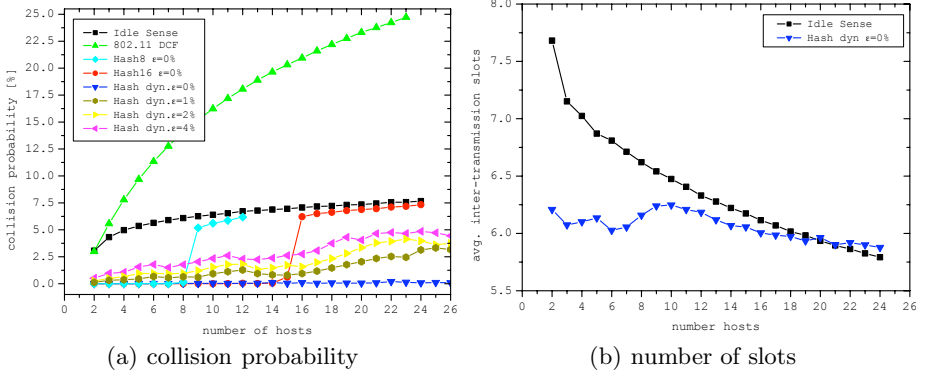 collision probability [%]
25.0
22.5
20.0
17.5
15.0
12.5
10.0
7.5
5.0
2.5
0.0
Idle Sense
802.11 DCF
Hash8 ε=0%
Hash16 ε=0%
Hash dyn.ε=0%
Hash dyn.ε=1%
Hash dyn.ε=2%
Hash dyn.ε=4%
0 2 4 6 8 10 12 14 16 18 20 22 24 26
number of hosts
(a) collision probability
avg. inter-transmission slots
8.0
7.5
7.0
6.5
6.0
5.5
Idle Sense
Hash dyn ε=0%
0 2 4 6 8 10 12 14 16 18 20 22 24 26
number hosts
(b) number of slots